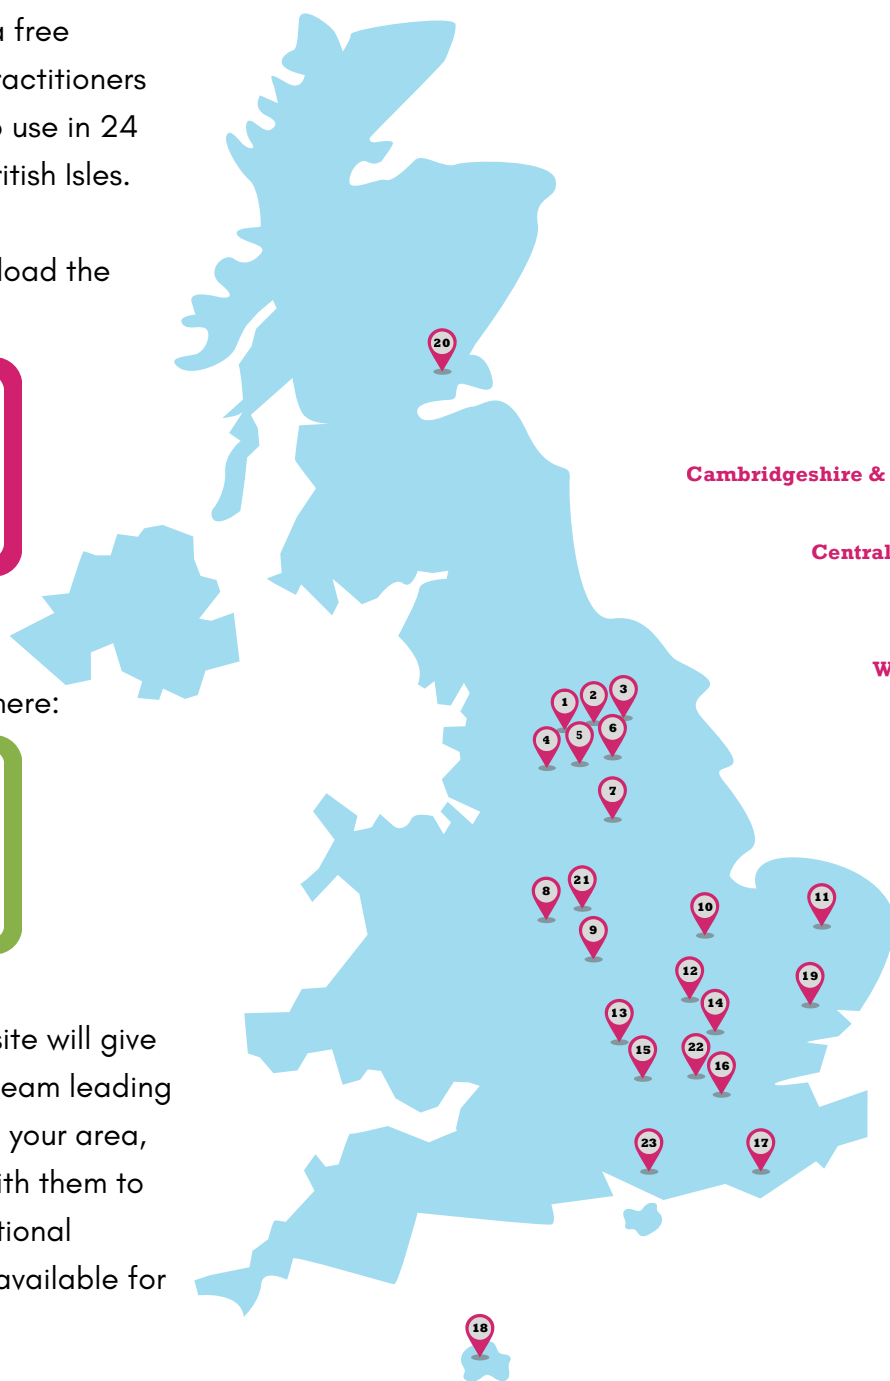 a free
ractitioners
o use in 24
ritish Isles.
load the
here:
site will give
team leading
your area,
ith them to
tional
available for
20
Cambridgeshire &
Central
W
1
2
3
4
5
6
7
8
21
9
10
11
12
19
14
13
15
22
16
23
17
18